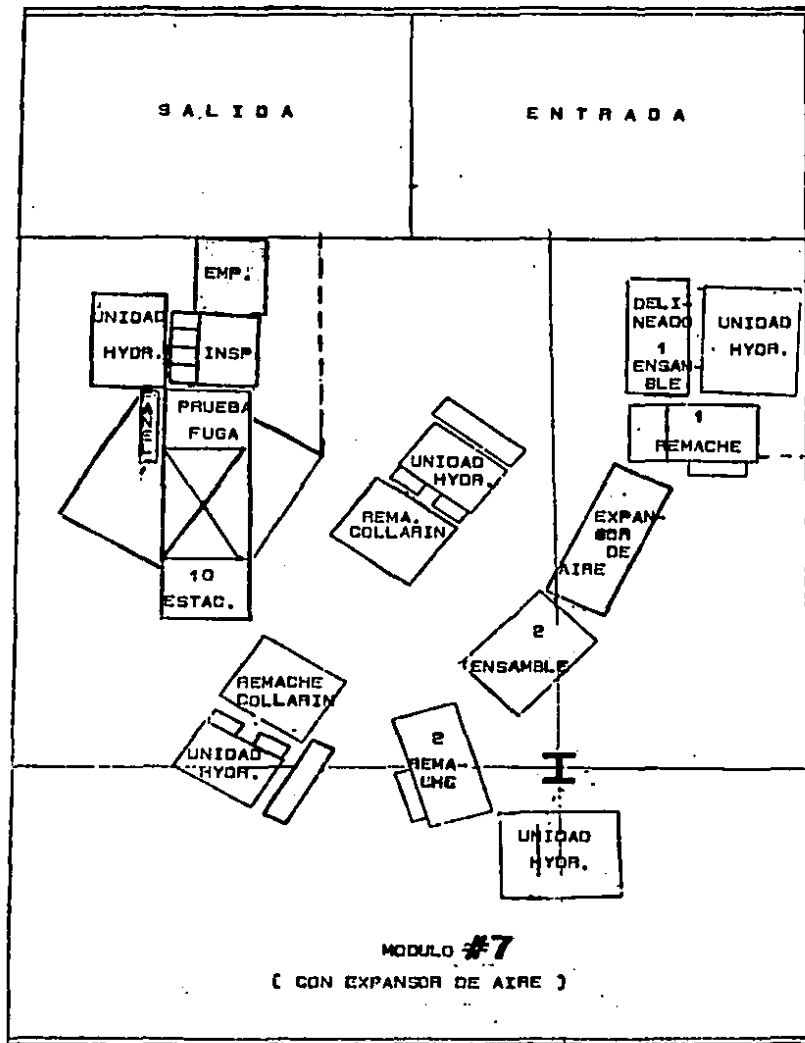 SALIDA
ENTRADA
EMP.
UNIDAD
HYDR.
INSP.
PRUEBA
FUGA
10
ESTAC.
DELI-
NEADO
1
ENSAM-
BLE
UNIDAD
HYDR.
1
REMACHE
UNIDAD
HYDR.
REMA.
COLLARIN
EXPAN-
SOR
DE
AIRE
2
ENSAMBLE
REMACHE
COLLARIN
UNIDAD
HYDR.
2
REMA-
CHE
UNIDAD
HYDR.
MODULO #7
( CON EXPANSOR DE AIRE )